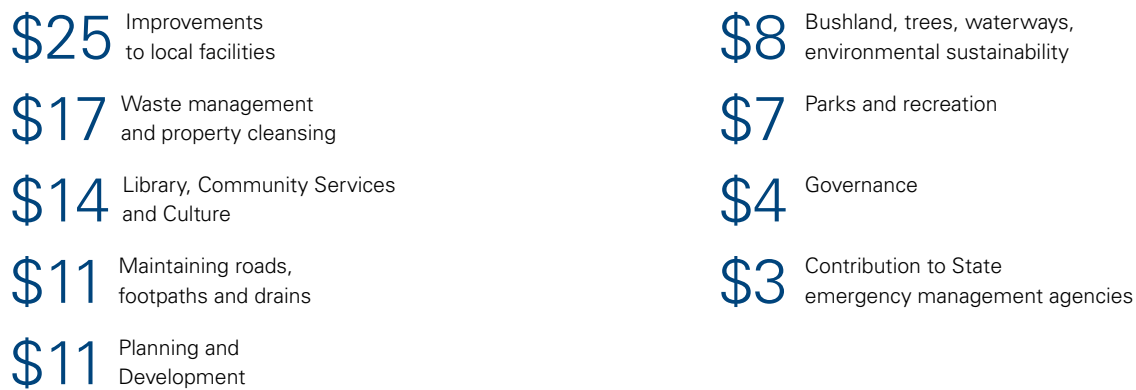 $25 Improvements
to local facilities
$17 Waste management
and property cleansing
$14 Library, Community Services
and Culture
$11 Maintaining roads,
footpaths and drains
$11 Planning and
Development
$8 Bushland, trees, waterways,
environmental sustainability
$7 Parks and recreation
$4 Governance
$3 Contribution to State
emergency management agencies